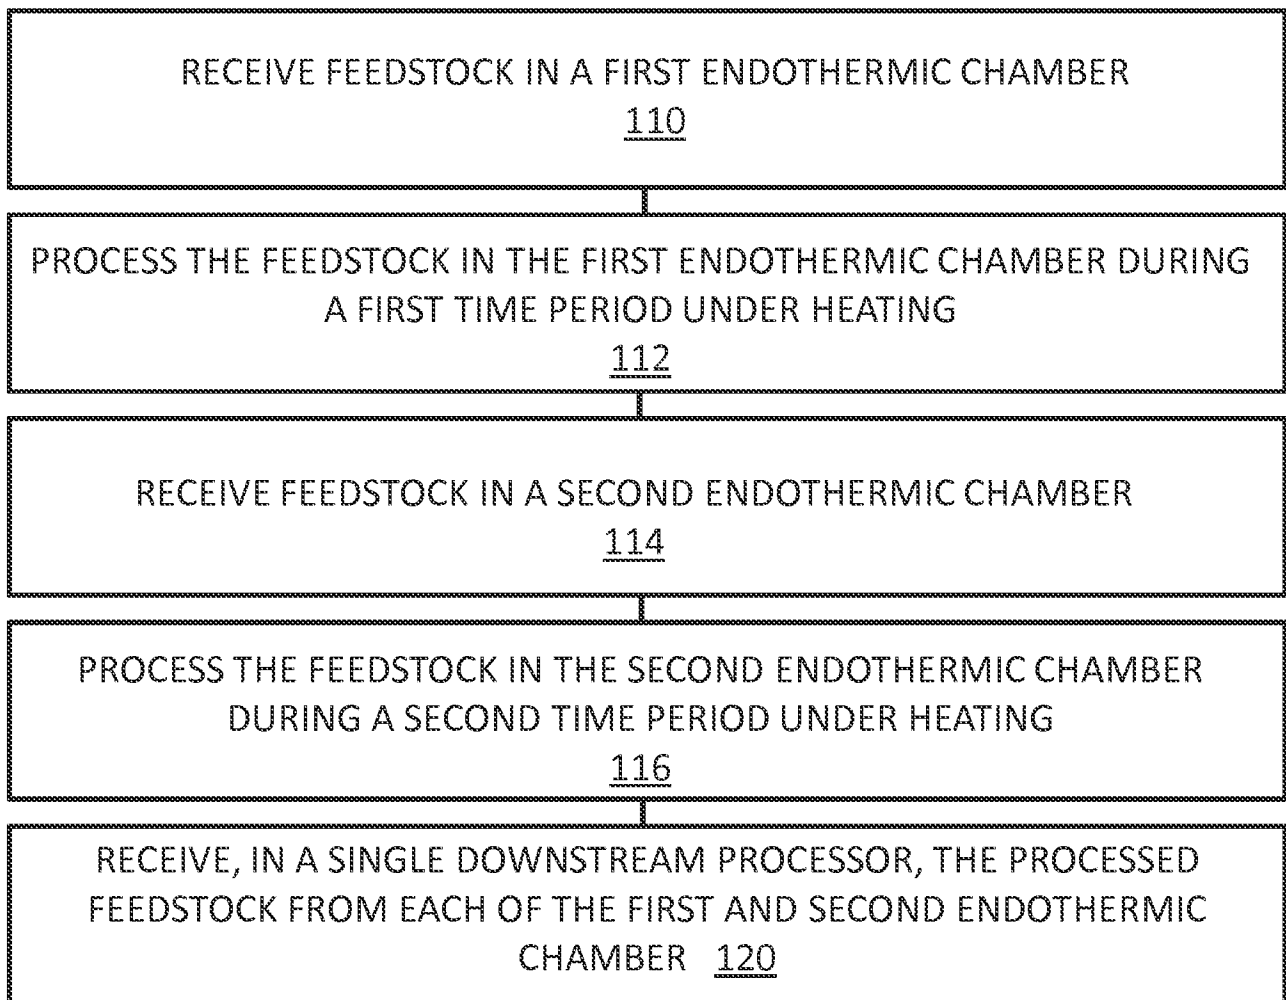 RECEIVE FEEDSTOCK IN A FIRST ENDOTHERMIC CHAMBER
110
PROCESS THE FEEDSTOCK IN THE FIRST ENDOTHERMIC CHAMBER DURING
A FIRST TIME PERIOD UNDER HEATING
112
RECEIVE FEEDSTOCK IN A SECOND ENDOTHERMIC CHAMBER
114
PROCESS THE FEEDSTOCK IN THE SECOND ENDOTHERMIC CHAMBER
DURING A SECOND TIME PERIOD UNDER HEATING
116
RECEIVE, IN A SINGLE DOWNSTREAM PROCESSOR, THE PROCESSED
FEEDSTOCK FROM EACH OF THE FIRST AND SECOND ENDOTHERMIC
CHAMBER 120